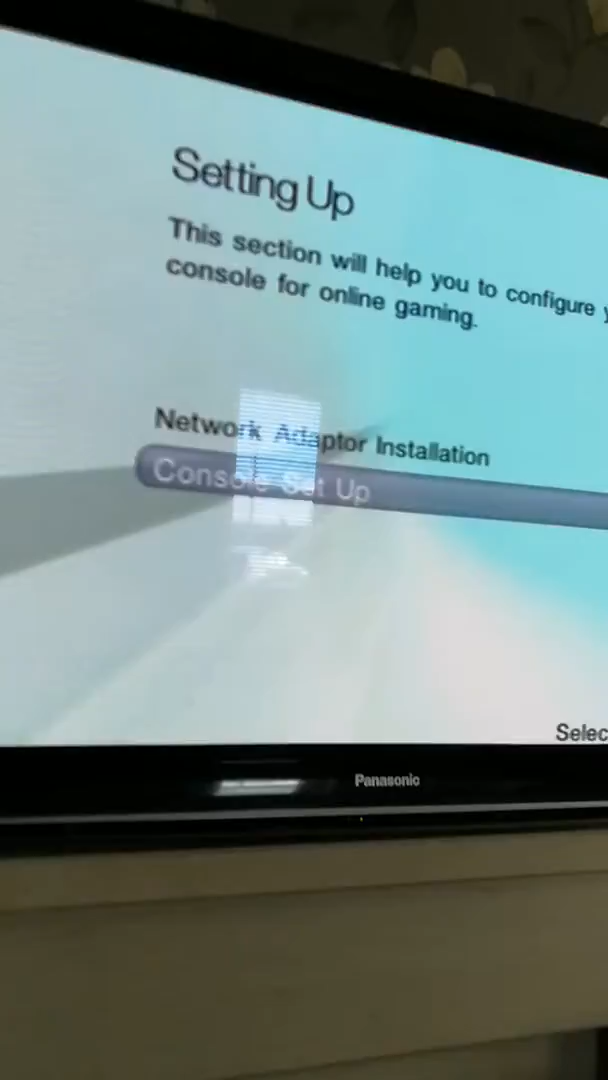 Setting Up
This section will help you to configure
console for online gaming.
Network Adaptor Installation
Console Set Up
Selec
Panasonic